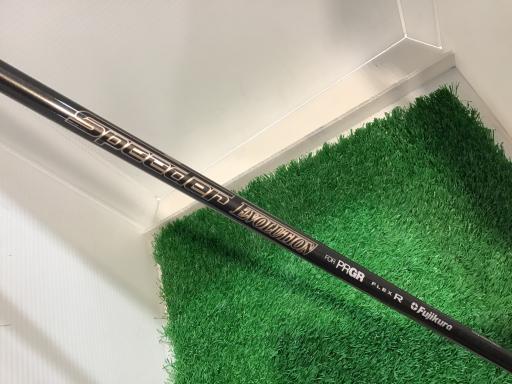 Speeder EVOLUTION FOR PRGR FLEX R Fujikura